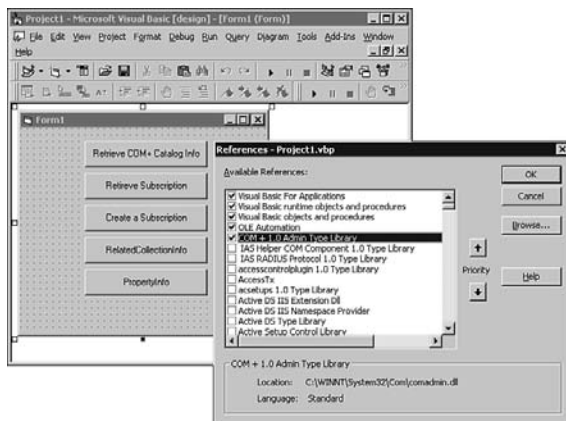 Project1 - Microsoft Visual Basic [design] - [Form1 (Form)]
File Edit View Project Format Debug Run Query Diagram Tools Add-Ins Window
Help
Form1
Retrieve COM+ Catalog Info
Retireve Subscription
Create a Subscription
RelatedCollectionInfo
PropertyInfo
References - Project1.vbp
Available References:
Visual Basic For Applications
Visual Basic runtime objects and procedures
Visual Basic objects and procedures
OLE Automation
COM + 1.0 Admin Type Library
IAS Helper COM Component 1.0 Type Library
IAS RADIUS Protocol 1.0 Type Library
accesscontrolplugin 1.0 Type Library
AccessTx
acsetups 1.0 Type Library
Active DS IIS Extension Dll
Active DS IIS Namespace Provider
Active DS Type Library
Active Setup Control Library
OK
Cancel
Browse...
Priority
Help
COM + 1.0 Admin Type Library
Location: C:\WINNT\System32\Com\comadmin.dll
Language: Standard